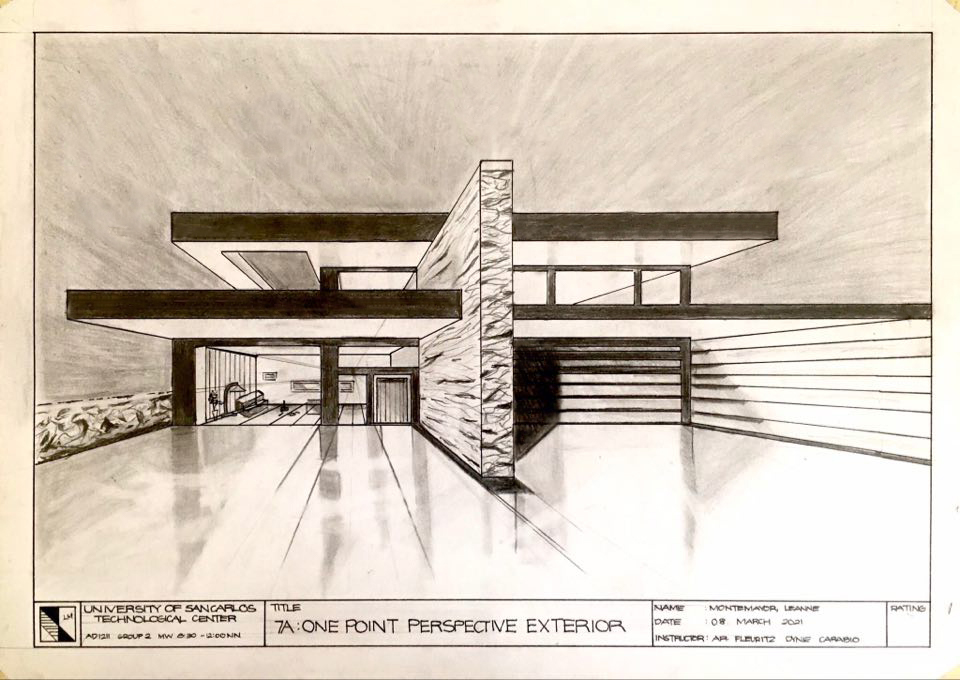 LM
UNIVERSITY OF SAN CARLOS
TECHNOLOGICAL CENTER
AD1211 GROUP 2 MW 8:30 - 12:00NN
TITLE
7A: ONE POINT PERSPECTIVE EXTERIOR
NAME : MONTEMAYOR, LEANNE
DATE : 08 MARCH 2021
INSTRUCTOR: AR. FLEURITZ DYNE CARABIO
RATING